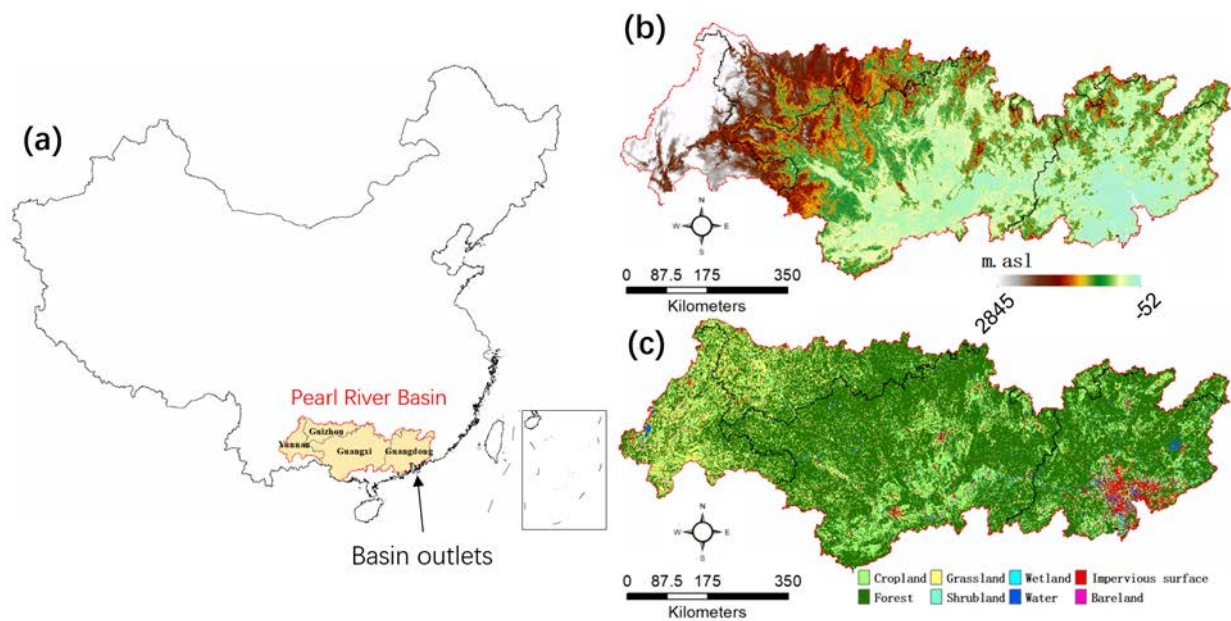 (a)
Pearl River Basin
Guizhou
Yunnan
Guangxi
Guangdong
Basin outlets
(b)
N
W E
S
0 87.5 175 350
Kilometers
m.asl
2845
-52
(c)
N
W E
S
0 87.5 175 350
Kilometers
Cropland Grassland Wetland Impervious surface
Forest Shrubland Water Bareland